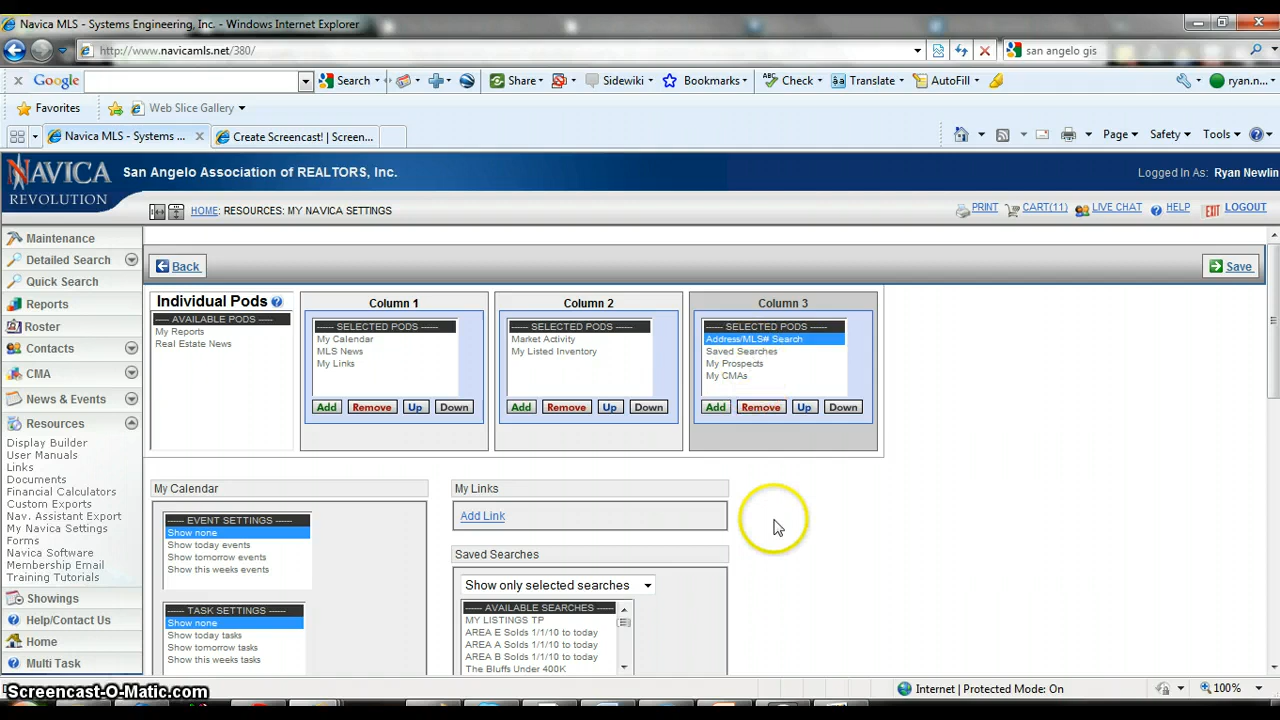 Navica MLS - Systems Engineering, Inc. - Windows Internet Explorer
http://www.navicamls.net/380/
san angelo gis
Google Search Share Sidewiki Bookmarks Check Translate AutoFill ryan.n...
Favorites Web Slice Gallery
Navica MLS - Systems ... Create Screencast! | Screen... Page Safety Tools
NAVICA
REVOLUTION
San Angelo Association of REALTORS, Inc.
Logged In As: Ryan Newlin
HOME: RESOURCES: MY NAVICA SETTINGS
PRINT CART(11) LIVE CHAT HELP EXIT LOGOUT
Maintenance
Detailed Search
Quick Search
Reports
Roster
Contacts
CMA
News & Events
Resources
Display Builder
User Manuals
Links
Documents
Financial Calculators
Custom Exports
Nav. Assistant Export
My Navica Settings
Forms
Navica Software
Membership Email
Training Tutorials
Showings
Help/Contact Us
Home
Multi Task
Back
Save
Individual Pods
----- AVAILABLE PODS -----
My Reports
Real Estate News
Column 1
------ SELECTED PODS ------
My Calendar
MLS News
My Links
Add Remove Up Down
Column 2
------ SELECTED PODS ------
Market Activity
My Listed Inventory
Add Remove Up Down
Column 3
------ SELECTED PODS ------
Address/MLS# Search
Saved Searches
My Prospects
My CMAs
Add Remove Up Down
My Calendar
----- EVENT SETTINGS -----
Show none
Show today events
Show tomorrow events
Show this weeks events
----- TASK SETTINGS -----
Show none
Show today tasks
Show tomorrow tasks
Show this weeks tasks
My Links
Add Link
Saved Searches
Show only selected searches
----- AVAILABLE SEARCHES -----
MY LISTINGS TP
AREA E Solds 1/1/10 to today
AREA A Solds 1/1/10 to today
AREA B Solds 1/1/10 to today
The Bluffs Under 400K
Screencast-O-Matic.com
Internet | Protected Mode: On
100%